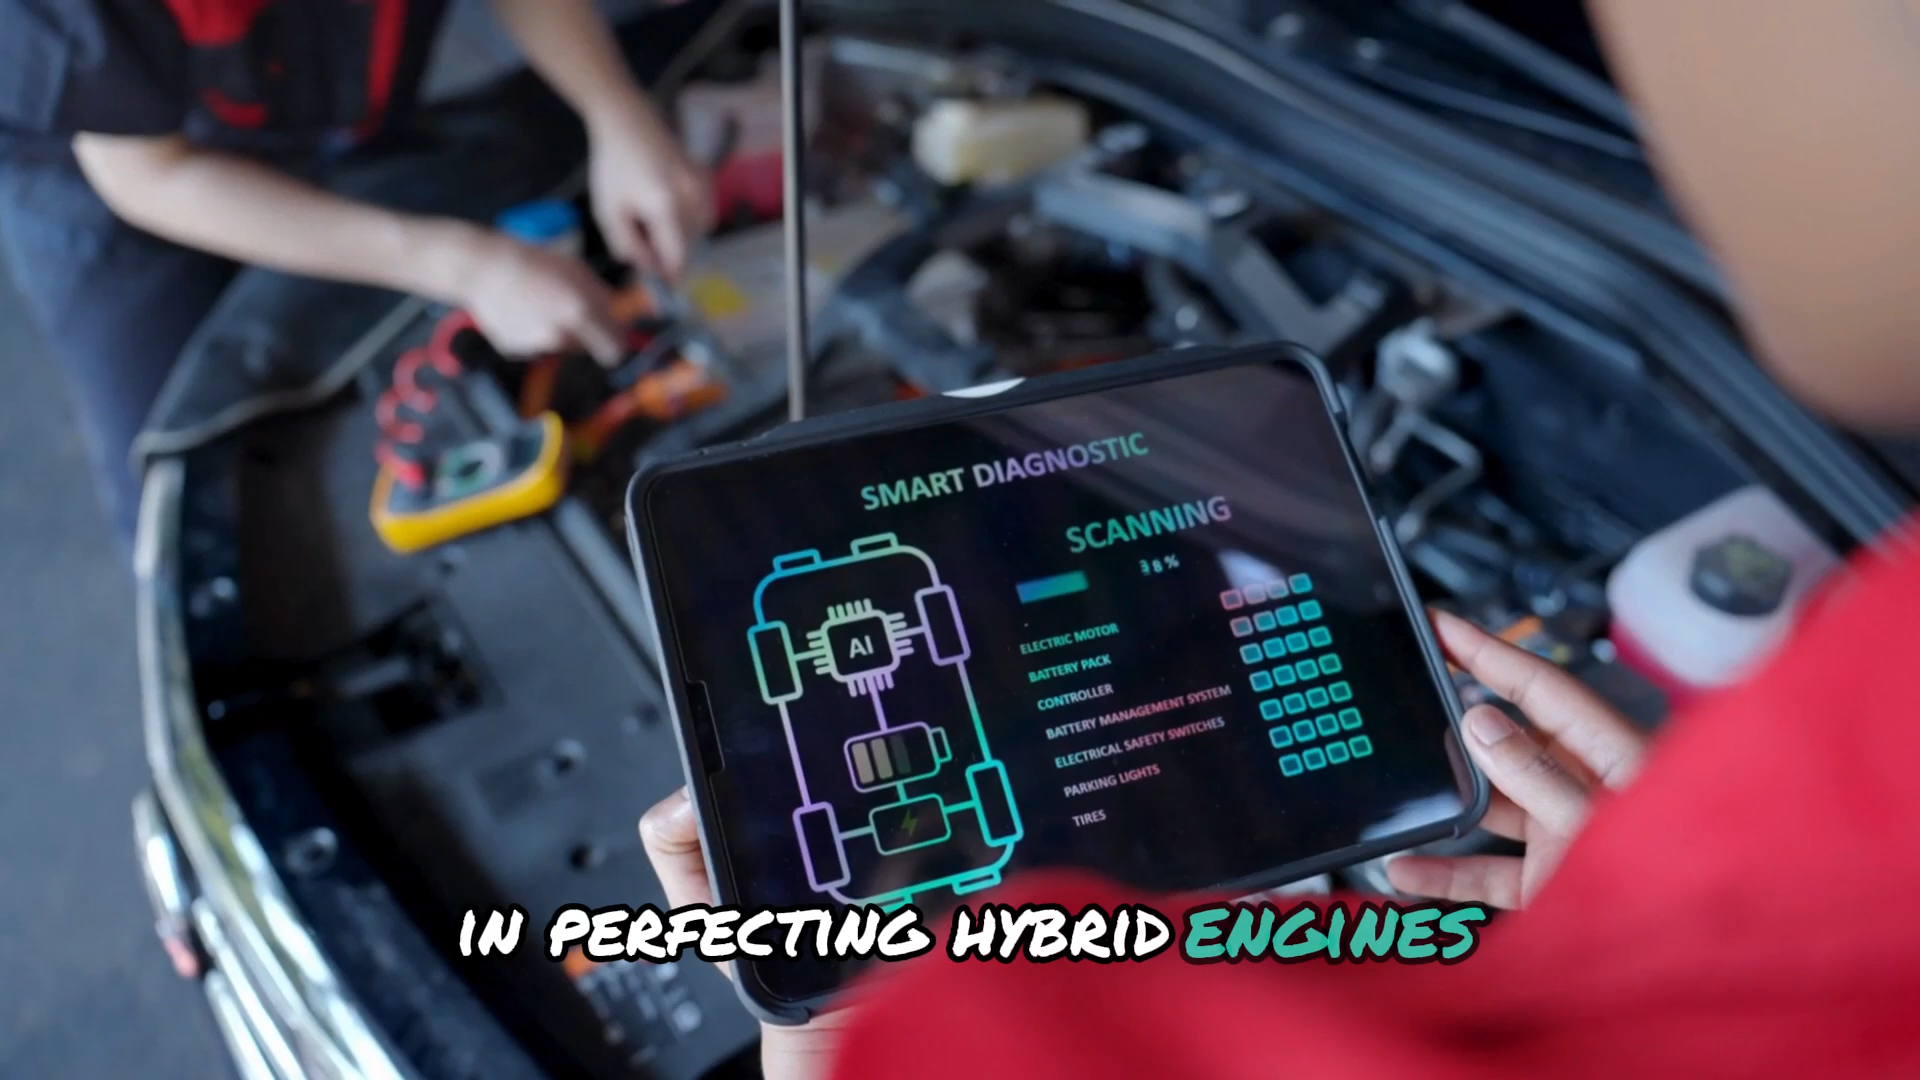 SMART DIAGNOSTIC
SCANNING
38%
AI
ELECTRIC MOTOR
BATTERY PACK
CONTROLLER
BATTERY MANAGEMENT SYSTEM
ELECTRICAL SAFETY SWITCHES
PARKING LIGHTS
TIRES
IN PERFECTING HYBRID ENGINES